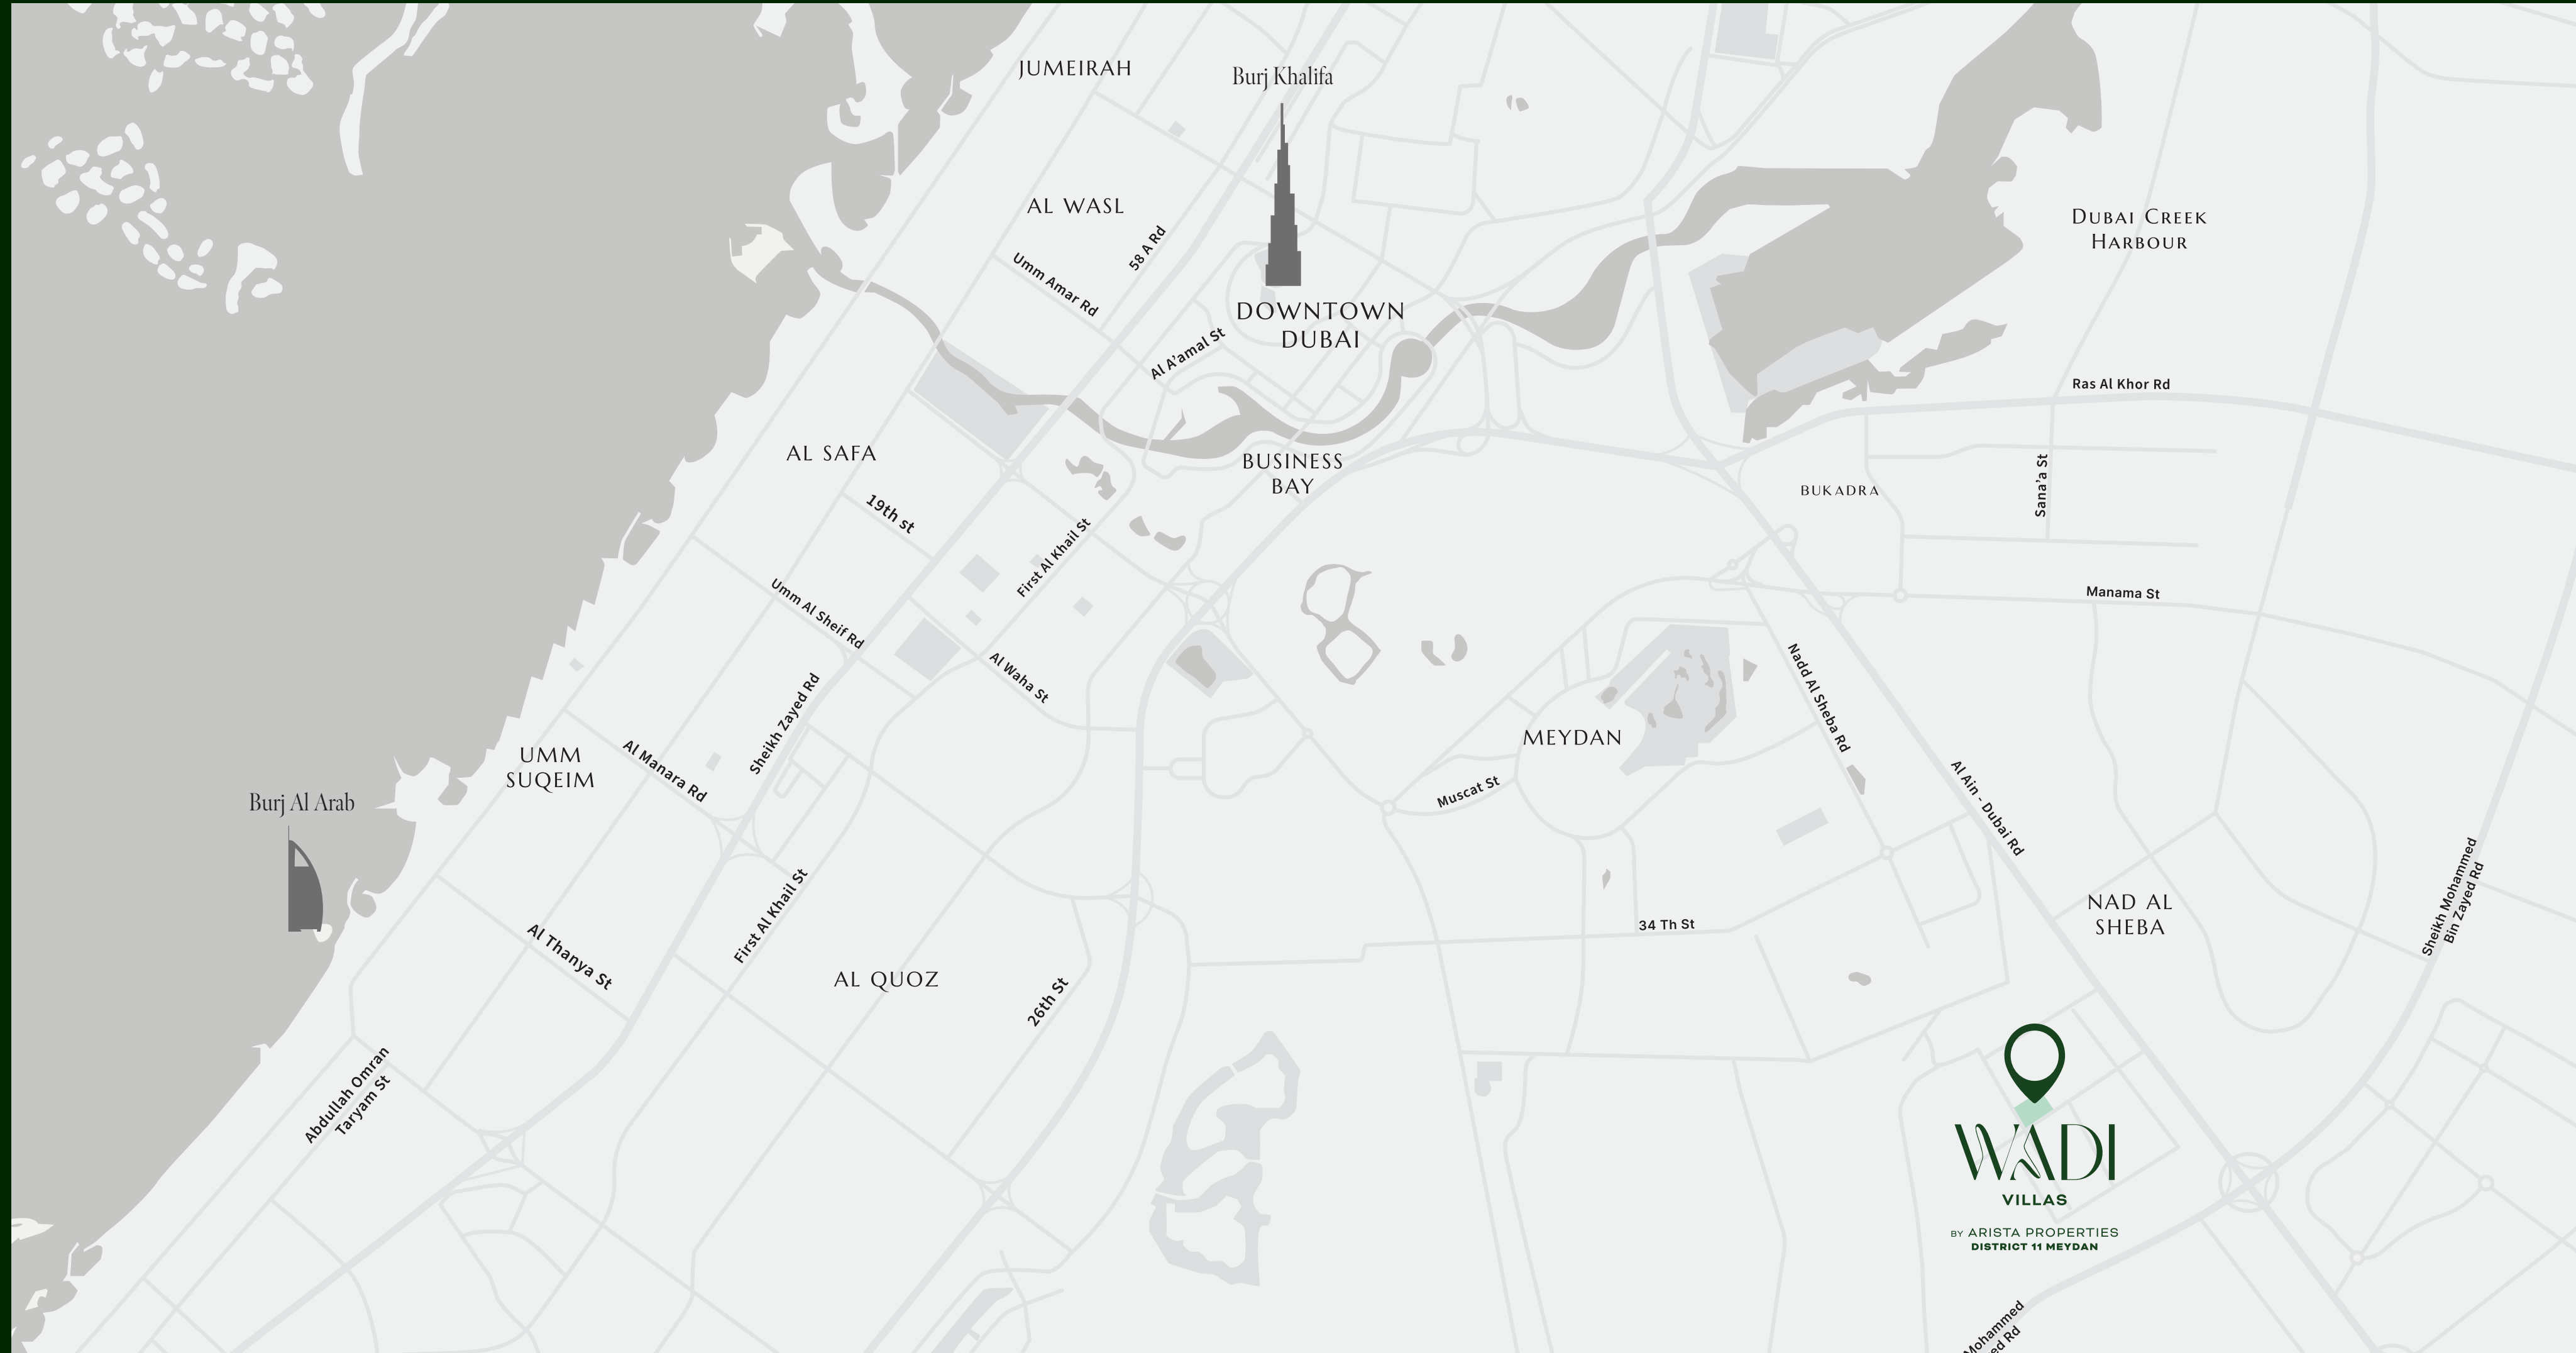 JUMEIRAH
Burj Khalifa
AL WASL
58 A Rd
Umm Amar Rd
DUBAI CREEK
HARBOUR
DOWNTOWN
DUBAI
Al A'amal St
Ras Al Khor Rd
AL SAFA
BUSINESS
BAY
BUKADRA
Sana'a St
19th st
First Al Khail St
Umm Al Sheif Rd
Manama St
Al Waha St
Sheikh Zayed Rd
Nadd Al Sheba Rd
MEYDAN
UMM
SUQEIM
Al Manara Rd
Muscat St
Al Ain - Dubai Rd
Burj Al Arab
First Al Khail St
NAD AL
SHEBA
Sheikh Mohammed
Bin Zayed Rd
34 Th St
Al Thanya St
AL QUOZ
26th St
Abdullah Omran
Taryam St
WADI
VILLAS
BY ARISTA PROPERTIES
DISTRICT 11 MEYDAN
Mohammed
Rd